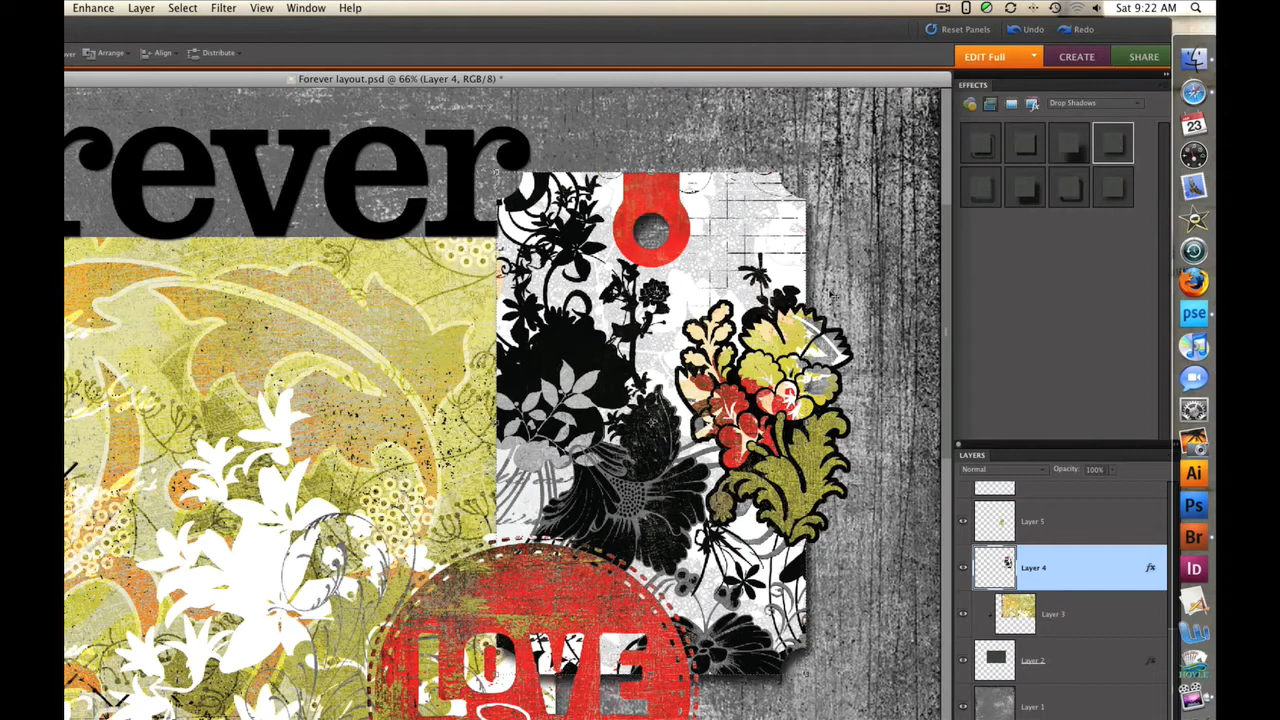 Enhance Layer Select Filter View Window Help Sat 9:22 AM
Reset Panels Undo Redo
Arrange Align Distribute
EDIT Full CREATE SHARE
Forever layout.psd @ 66% (Layer 4, RGB/8) *
EFFECTS
Drop Shadows
rever
LOVE
LAYERS
Normal Opacity: 100%
Layer 5
Layer 4 fx
Layer 3
Layer 2
Layer 1
23
pse
Ai
Ps
Br
Id